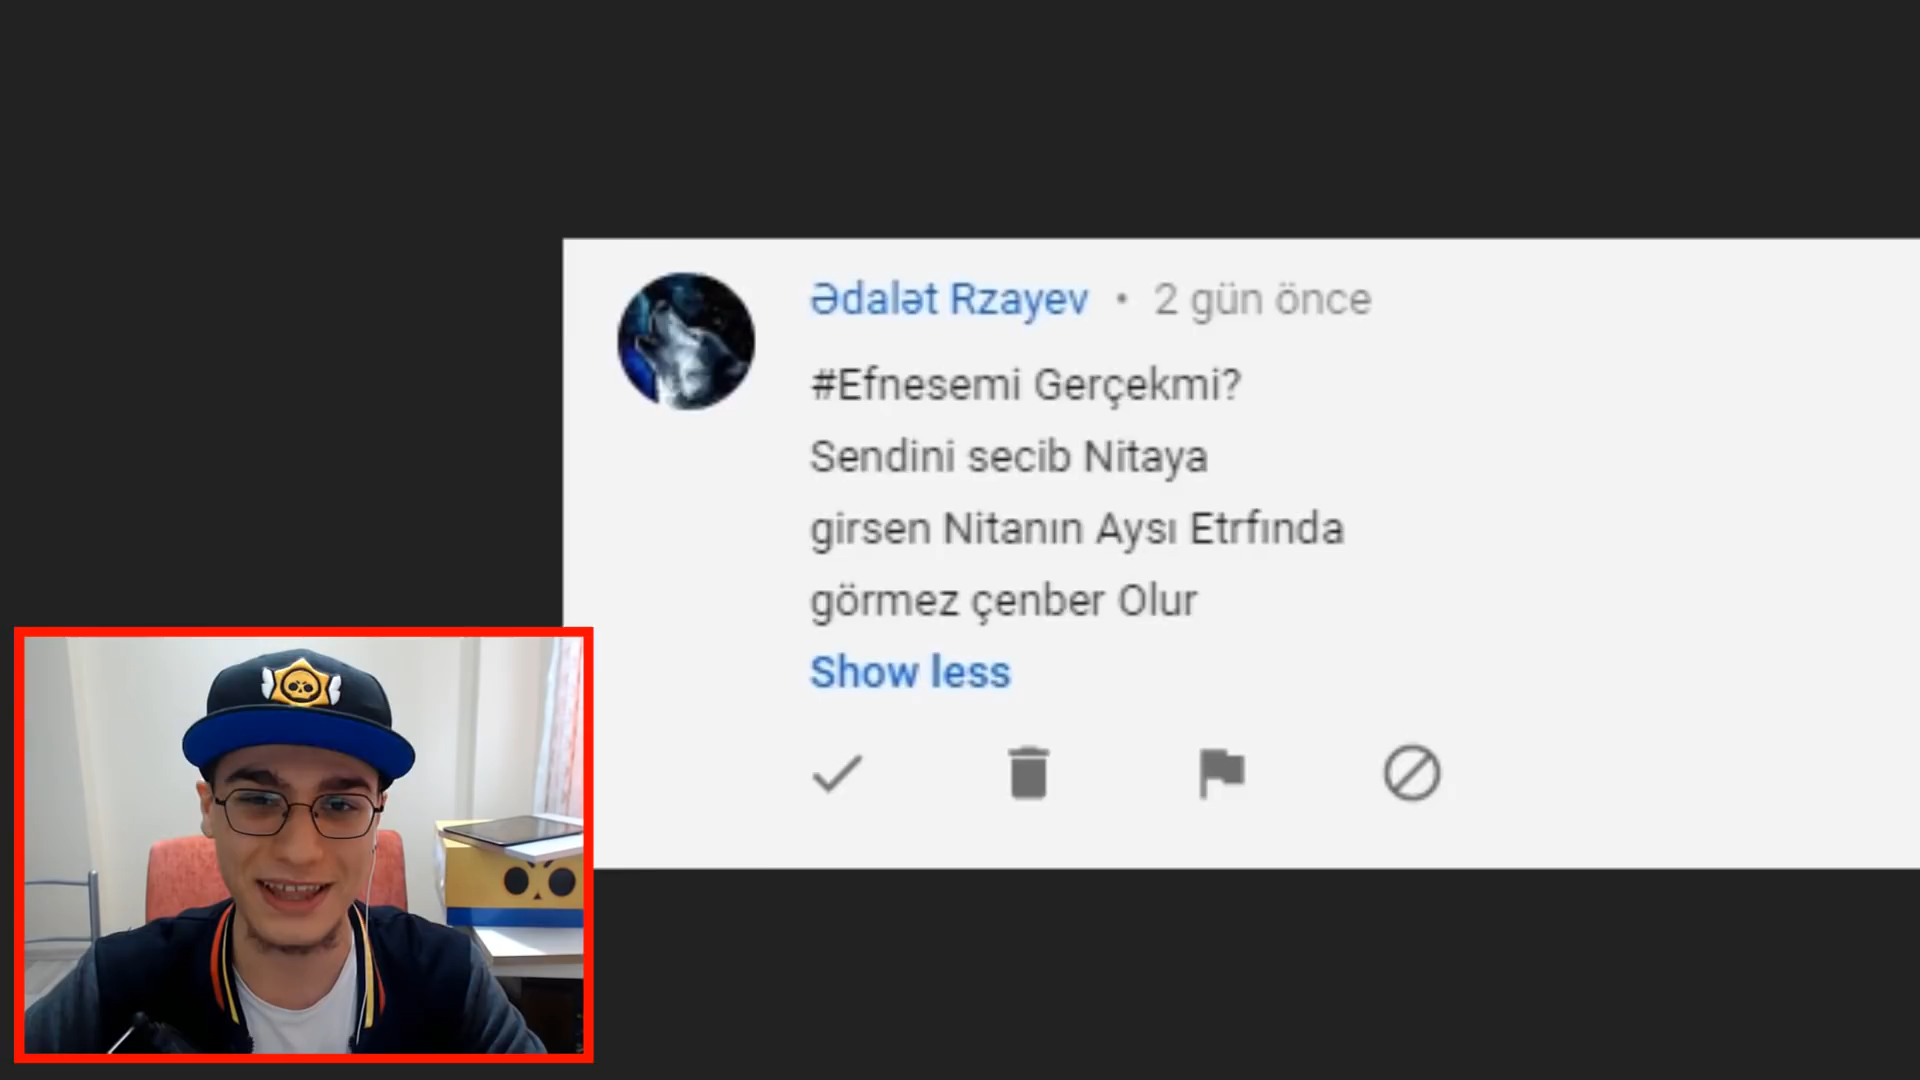 Ədalət Rzayev • 2 gün önce
#Efnesemi Gerçekmi?
Sendini secib Nitaya
girsen Nitanın Aysı Etrfında
görmez çenber Olur
Show less